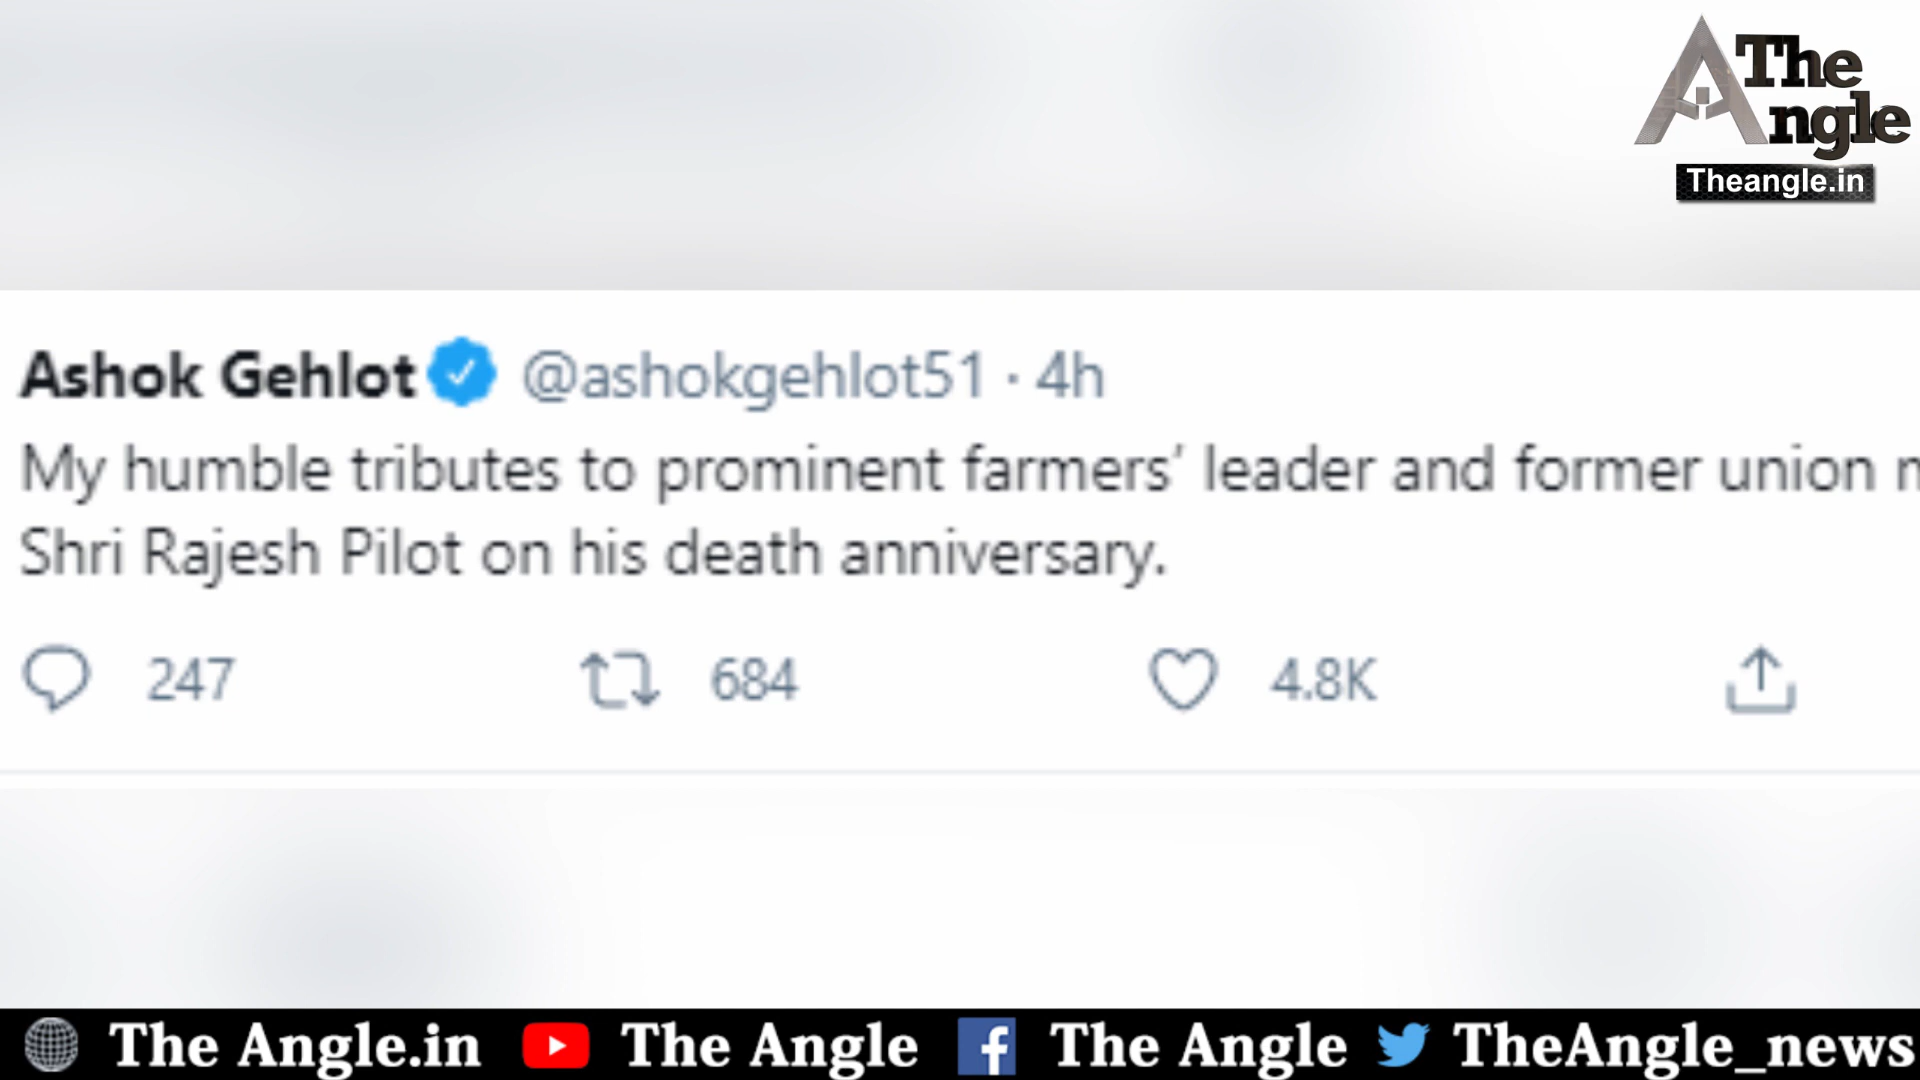 The
Angle
Theangle.in
Ashok Gehlot @ashokgehlot51 · 4h
My humble tributes to prominent farmers’ leader and former union
Shri Rajesh Pilot on his death anniversary.
247 684 4.8K
The Angle.in The Angle The Angle TheAngle_news